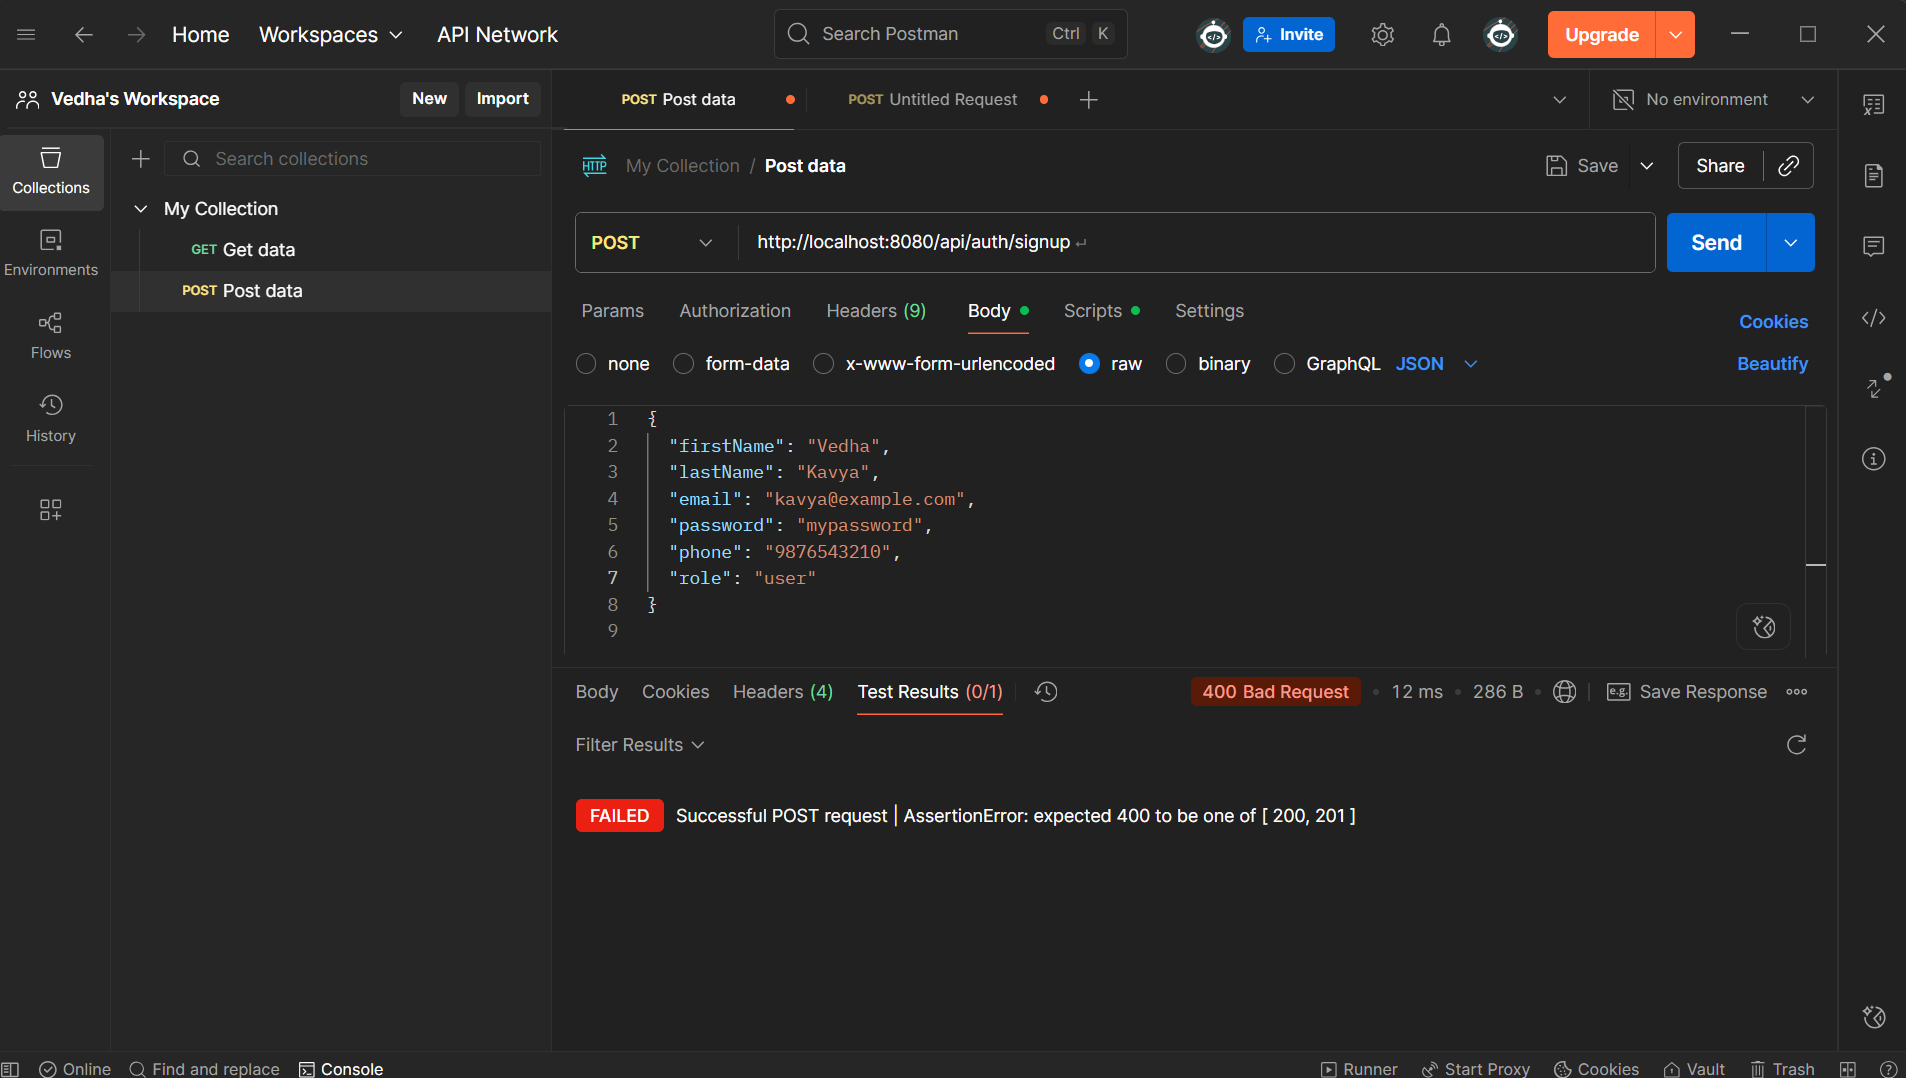 Home Workspaces API Network Search Postman Ctrl K Invite Upgrade
Vedha's Workspace New Import POST Post data POST Untitled Request No environment
Collections
Environments
Flows
History
Search collections
My Collection
GET Get data
POST Post data
HTTP My Collection / Post data Save Share
POST http://localhost:8080/api/auth/signup Send
Params Authorization Headers (9) Body Scripts Settings Cookies
none form-data x-www-form-urlencoded raw binary GraphQL JSON Beautify
1 {
2 "firstName": "Vedha",
3 "lastName": "Kavya",
4 "email": "kavya@example.com",
5 "password": "mypassword",
6 "phone": "9876543210",
7 "role": "user"
8 }
9
Body Cookies Headers (4) Test Results (0/1) 400 Bad Request • 12 ms • 286 B • e.g. Save Response
Filter Results
FAILED Successful POST request | AssertionError: expected 400 to be one of [ 200, 201 ]
Online Find and replace Console Runner Start Proxy Cookies Vault Trash